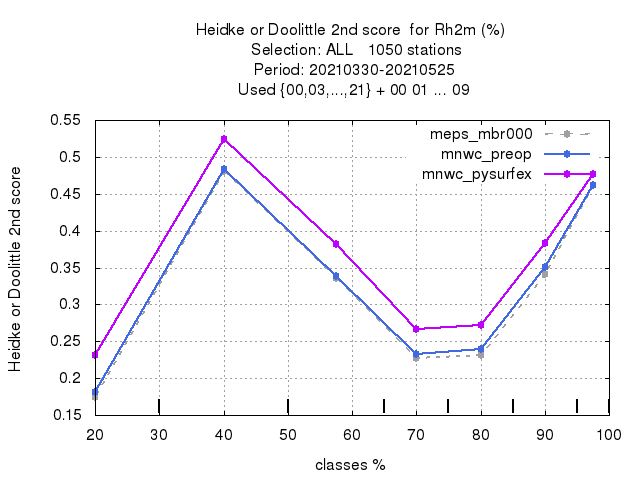 Heidke or Doolittle 2nd score  for Rh2m (%)
Selection: ALL   1050 stations
Period: 20210330-20210525
Used {00,03,...,21} + 00 01 ... 09
meps_mbr000
mnwc_preop
mnwc_pysurfex
Heidke or Doolittle 2nd score
0.55
0.5
0.45
0.4
0.35
0.3
0.25
0.2
0.15
20 30 40 50 60 70 80 90 100
classes %